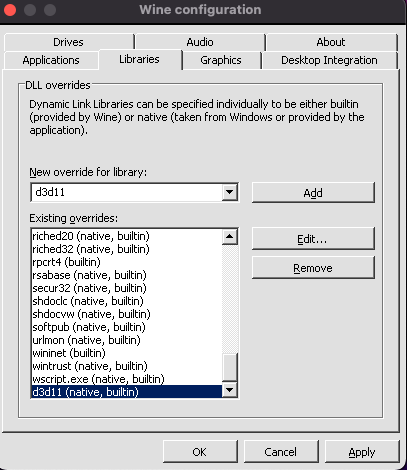 Wine configuration
Drives
Audio
About
Applications
Libraries
Graphics
Desktop Integration
DLL overrides
Dynamic Link Libraries can be specified individually to be either builtin
(provided by Wine) or native (taken from Windows or provided by the
application).
New override for library:
d3d11
Add
Existing overrides:
riched20 (native, builtin)
riched32 (native, builtin)
rpcrt4 (builtin)
rsabase (native, builtin)
secur32 (native, builtin)
shdoclc (native, builtin)
shdocvw (native, builtin)
softpub (native, builtin)
urlmon (native, builtin)
wininet (builtin)
wintrust (native, builtin)
wscript.exe (native, builtin)
d3d11 (native, builtin)
Edit...
Remove
OK
Cancel
Apply